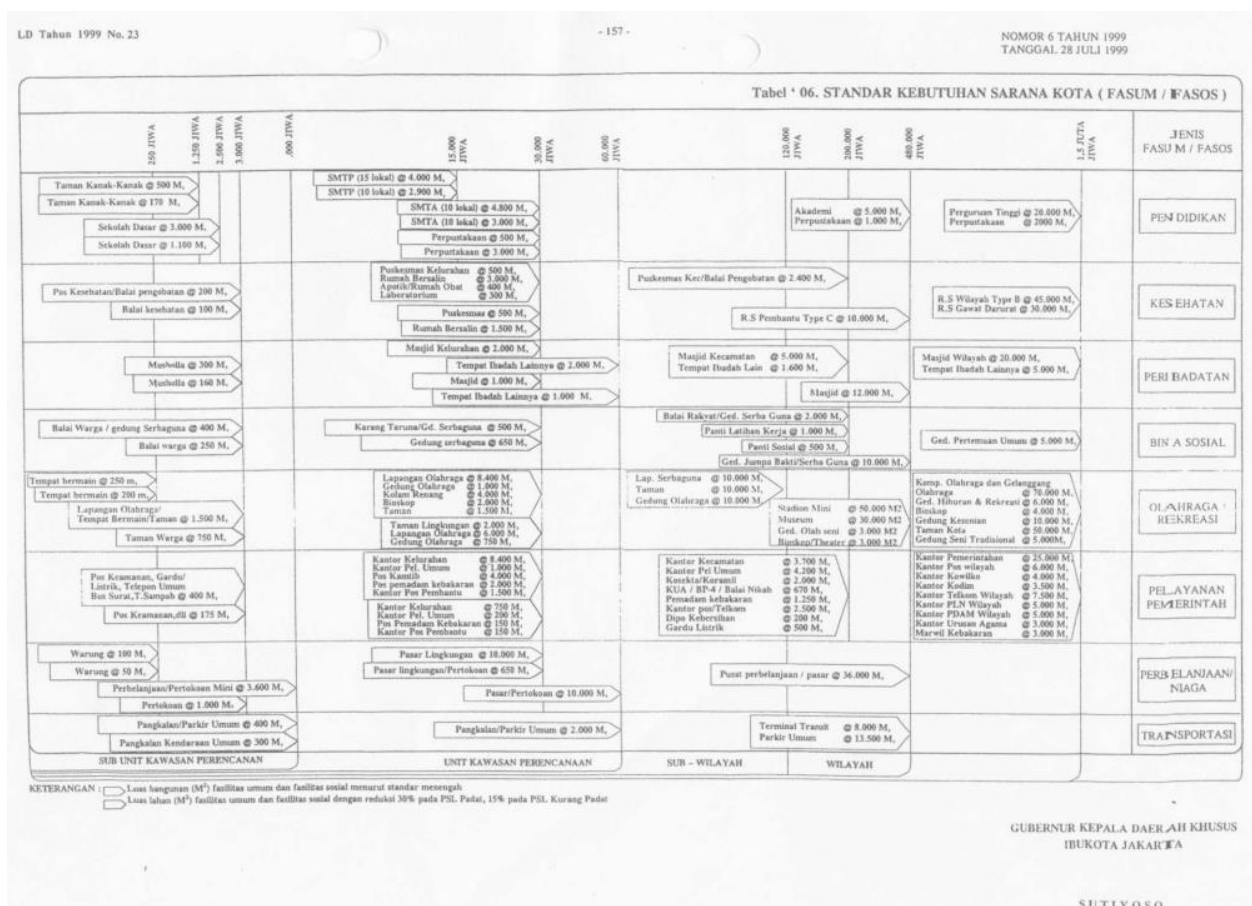 LD Tahun 1999 No. 23
- 157 -
NOMOR 6 TAHUN 1999
TANGGAL 28 JULI 1999
Tabel ' 06. STANDAR KEBUTUHAN SARANA KOTA ( FASUM / FASOS )
250 JIWA
1.250 JIWA
2.500 JIWA
3.000 JIWA
.000 JIWA
15.000 JIWA
30.000 JIWA
60.000 JIWA
120.000 JIWA
200.000 JIWA
480.000 JIWA
1,5 JUTA JIWA
JENIS
FASUM / FASOS
Taman Kanak-Kanak @ 500 M,
Taman Kanak-Kanak @ 170 M,
Sekolah Dasar @ 3.000 M,
Sekolah Dasar @ 1.100 M,
SMTP (15 lokal) @ 4.000 M,
SMTP (10 lokal) @ 2.900 M,
SMTA (10 lokal) @ 4.800 M,
SMTA (10 lokal) @ 3.000 M,
Perpustakaan @ 500 M,
Perpustakaan @ 3.000 M,
Akademi @ 5.000 M,
Perpustakaan @ 1.000 M,
Perguruan Tinggi @ 20.000 M,
Perpustakaan @ 2000 M,
PENDIDIKAN
Pos Kesehatan/Balai pengobatan @ 200 M,
Balai kesehatan @ 100 M,
Puskesmas Kelurahan @ 500 M,
Rumah Bersalin @ 3.000 M,
Apotik/Rumah Obat @ 400 M,
Laboratorium @ 300 M,
Puskesmas @ 500 M,
Rumah Bersalin @ 1.500 M,
Puskesmas Kec/Balai Pengobatan @ 2.400 M,
R.S Pembantu Type C @ 10.000 M,
R.S Wilayah Type B @ 45.000 M,
R.S Gawat Darurat @ 30.000 M,
KESEHATAN
Musholla @ 300 M,
Musholla @ 160 M,
Masjid Kelurahan @ 2.000 M,
Tempat Ibadah Lainnya @ 2.000 M,
Masjid @ 1.000 M,
Tempat Ibadah Lainnya @ 1.000 M,
Masjid Kecamatan @ 5.000 M,
Tempat Ibadah Lain @ 1.600 M,
Masjid @ 12.000 M,
Masjid Wilayah @ 20.000 M,
Tempat Ibadah Lainnya @ 5.000 M,
PERIBADATAN
Balai Warga / gedung Serbaguna @ 400 M,
Balai warga @ 250 M,
Karang Taruna/Gd. Serbaguna @ 500 M,
Gedung serbaguna @ 650 M,
Balai Rakyat/Ged. Serba Guna @ 2.000 M,
Panti Latihan Kerja @ 1.000 M,
Panti Sosial @ 500 M,
Ged. Jumpa Bakti/Serba Guna @ 10.000 M,
Ged. Pertemuan Umum @ 5.000 M,
BINA SOSIAL
Tempat bermain @ 250 m,
Tempat bermain @ 200 m,
Lapangan Olahraga/
Tempat Bermain/Taman @ 1.500 M,
Taman Warga @ 750 M,
Lapangan Olahraga @ 8.400 M,
Gedung Olahraga @ 1.000 M,
Kolam Renang @ 4.000 M,
Bioskop @ 2.000 M,
Taman @ 1.500 M,
Taman Lingkungan @ 2.000 M,
Lapangan Olahraga @ 6.000 M,
Gedung Olahraga @ 750 M,
Lap. Serbaguna @ 10.000 M,
Taman @ 10.000 M,
Gedung Olahraga @ 10.000 M,
Stadion Mini @ 50.000 M2
Museum @ 30.000 M2
Ged. Olah seni @ 3.000 M2
Bioskop/Theater @ 3.000 M2
Komp. Olahraga dan Gelanggang
Olahraga @ 70.000 M,
Ged. Hiburan & Rekreasi @ 6.000 M,
Bioskop @ 4.000 M,
Gedung Kesenian @ 10.000 M,
Taman Kota @ 50.000 M,
Gedung Seni Tradisional @ 5.000M,
OLAHRAGA /
REKREASI
Pos Keamanan, Gardu/
Listrik, Telepon Umum
Bus Surat,T.Sampah @ 400 M,
Pos Keamanan,dll @ 175 M,
Kantor Kelurahan @ 8.400 M,
Kantor Pel. Umum @ 1.000 M,
Pos Kamtib @ 4.000 M,
Pos pemadam kebakaran @ 2.000 M,
Kantor Pos Pembantu @ 1.500 M,
Kantor Kelurahan @ 750 M,
Kantor Pel. Umum @ 200 M,
Pos Pemadam Kebakaran @ 150 M,
Kantor Pos Pembantu @ 150 M,
Kantor Kecamatan @ 3.700 M,
Kantor Pel Umum @ 4.200 M,
Kosekta/Koramil @ 2.000 M,
KUA / BP-4 / Balai Nikah @ 670 M,
Pemadam kebakaran @ 1.250 M,
Kantor pos/Telkom @ 2.500 M,
Dipo Kebersihan @ 200 M,
Gardu Listrik @ 500 M,
Kantor Pemerintahan @ 25.000 M,
Kantor Pos wilayah @ 6.000 M,
Kantor Kowilko @ 4.000 M,
Kantor Kodim @ 3.500 M,
Kantor Telkom Wilayah @ 7.500 M,
Kantor PLN Wilayah @ 5.000 M,
Kantor PDAM Wilayah @ 5.000 M,
Kantor Urusan Agama @ 3.000 M,
Marwil Kebakaran @ 3.000 M,
PELAYANAN
PEMERINTAH
Warung @ 100 M,
Warung @ 50 M,
Perbelanjaan/Pertokoan Mini @ 3.600 M,
Pertokoan @ 1.000 M,
Pasar Lingkungan @ 10.000 M,
Pasar lingkungan/Pertokoan @ 650 M,
Pasar/Pertokoan @ 10.000 M,
Pusat perbelanjaan / pasar @ 36.000 M,
PERBELANJAAN/
NIAGA
Pangkalan/Parkir Umum @ 400 M,
Pangkalan Kendaraan Umum @ 300 M,
Pangkalan/Parkir Umum @ 2.000 M,
Terminal Transit @ 8.000 M,
Parkir Umum @ 13.500 M,
TRANSPORTASI
SUB UNIT KAWASAN PERENCANAN
UNIT KAWASAN PERENCANAAN
SUB - WILAYAH
WILAYAH
KETERANGAN : Luas bangunan (M²) fasilitas umum dan fasilitas sosial menurut standar menengah
Luas lahan (M²) fasilitas umum dan fasilitas sosial dengan reduksi 30% pada PSL Padat, 15% pada PSL Kurang Padat
GUBERNUR KEPALA DAERAH KHUSUS
IBUKOTA JAKARTA
SUTIYOSO